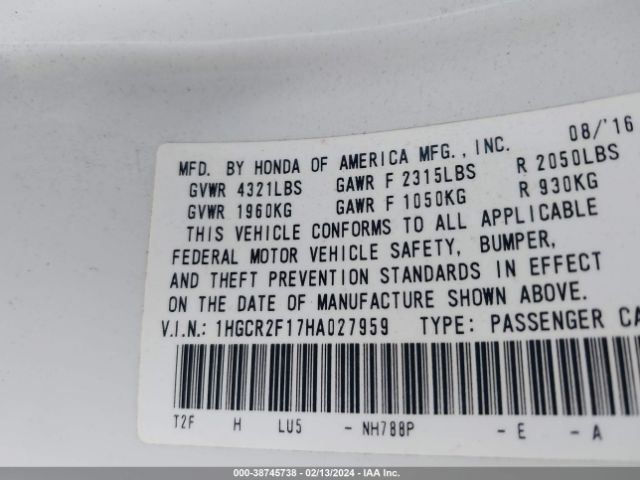 08/'16
MFD. BY HONDA OF AMERICA MFG., INC.
GVWR 4321LBS GAWR F 2315LBS R 2050LBS
GVWR 1960KG GAWR F 1050KG R 930KG
THIS VEHICLE CONFORMS TO ALL APPLICABLE
FEDERAL MOTOR VEHICLE SAFETY, BUMPER,
AND THEFT PREVENTION STANDARDS IN EFFECT
ON THE DATE OF MANUFACTURE SHOWN ABOVE.
V.I.N.: 1HGCR2F17HA027959 TYPE: PASSENGER CA
T2F H LU5 - NH788P - E - A
000-38745738 - 02/13/2024 - IAA Inc.